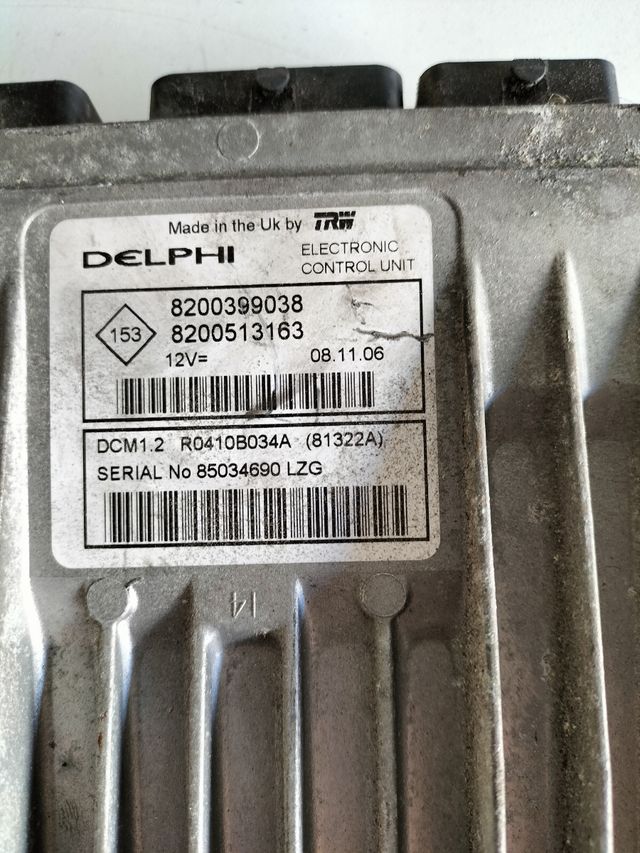 Made in the Uk by TRW
DELPHI
ELECTRONIC
CONTROL UNIT
153
8200399038
8200513163
12V=
08.11.06
DCM1.2 R0410B034A (81322A)
SERIAL No 85034690 LZG
14